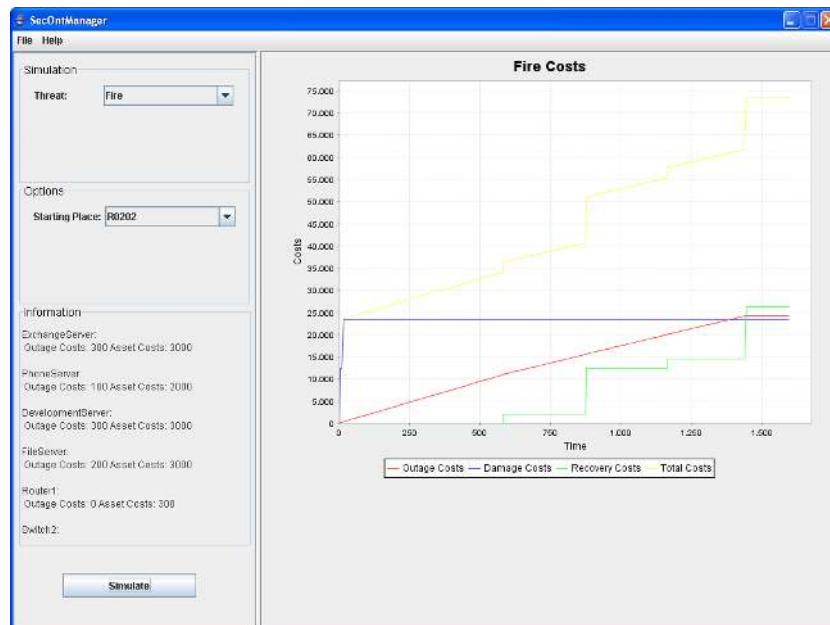 SecOntManager
File Help
Simulation
Threat: Fire
Options
Starting Place: R0202
Information
ExchangeServer:
Outage Costs: 300 Asset Costs: 3000
PhoneServer
Outage Costs: 100 Asset Costs: 2000
DevelopmentServer:
Outage Costs: 300 Asset Costs: 3000
FileServer:
Outage Costs: 200 Asset Costs: 3000
Router1:
Outage Costs: 0 Asset Costs: 300
Switch2:
Simulate
Fire Costs
75.000
70.000
65.000
60.000
55.000
50.000
45.000
40.000
35.000
30.000
25.000
20.000
15.000
10.000
5.000
0
Costs
0 250 500 750 1.000 1.250 1.500
Time
Outage Costs Damage Costs Recovery Costs Total Costs